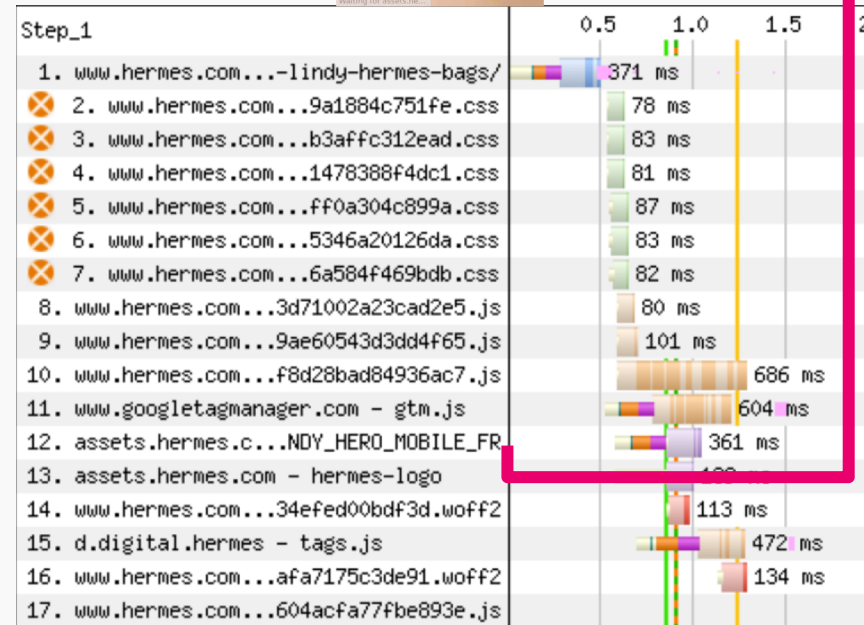 Waiting for assets.he...
Step_1 0.5 1.0 1.5 2
1. www.hermes.com...-lindy-hermes-bags/ 371 ms
2. www.hermes.com...9a1884c751fe.css 78 ms
3. www.hermes.com...b3affc312ead.css 83 ms
4. www.hermes.com...1478388f4dc1.css 81 ms
5. www.hermes.com...ff0a304c899a.css 87 ms
6. www.hermes.com...5346a20126da.css 83 ms
7. www.hermes.com...6a584f469bdb.css 82 ms
8. www.hermes.com...3d71002a23cad2e5.js 80 ms
9. www.hermes.com...9ae60543d3dd4f65.js 101 ms
10. www.hermes.com...f8d28bad84936ac7.js 686 ms
11. www.googletagmanager.com - gtm.js 604 ms
12. assets.hermes.c...NDY_HERO_MOBILE_FR 361 ms
13. assets.hermes.com - hermes-logo
14. www.hermes.com...34efed00bdf3d.woff2 113 ms
15. d.digital.hermes - tags.js 472 ms
16. www.hermes.com...afa7175c3de91.woff2 134 ms
17. www.hermes.com...604acfa77fbe893e.js